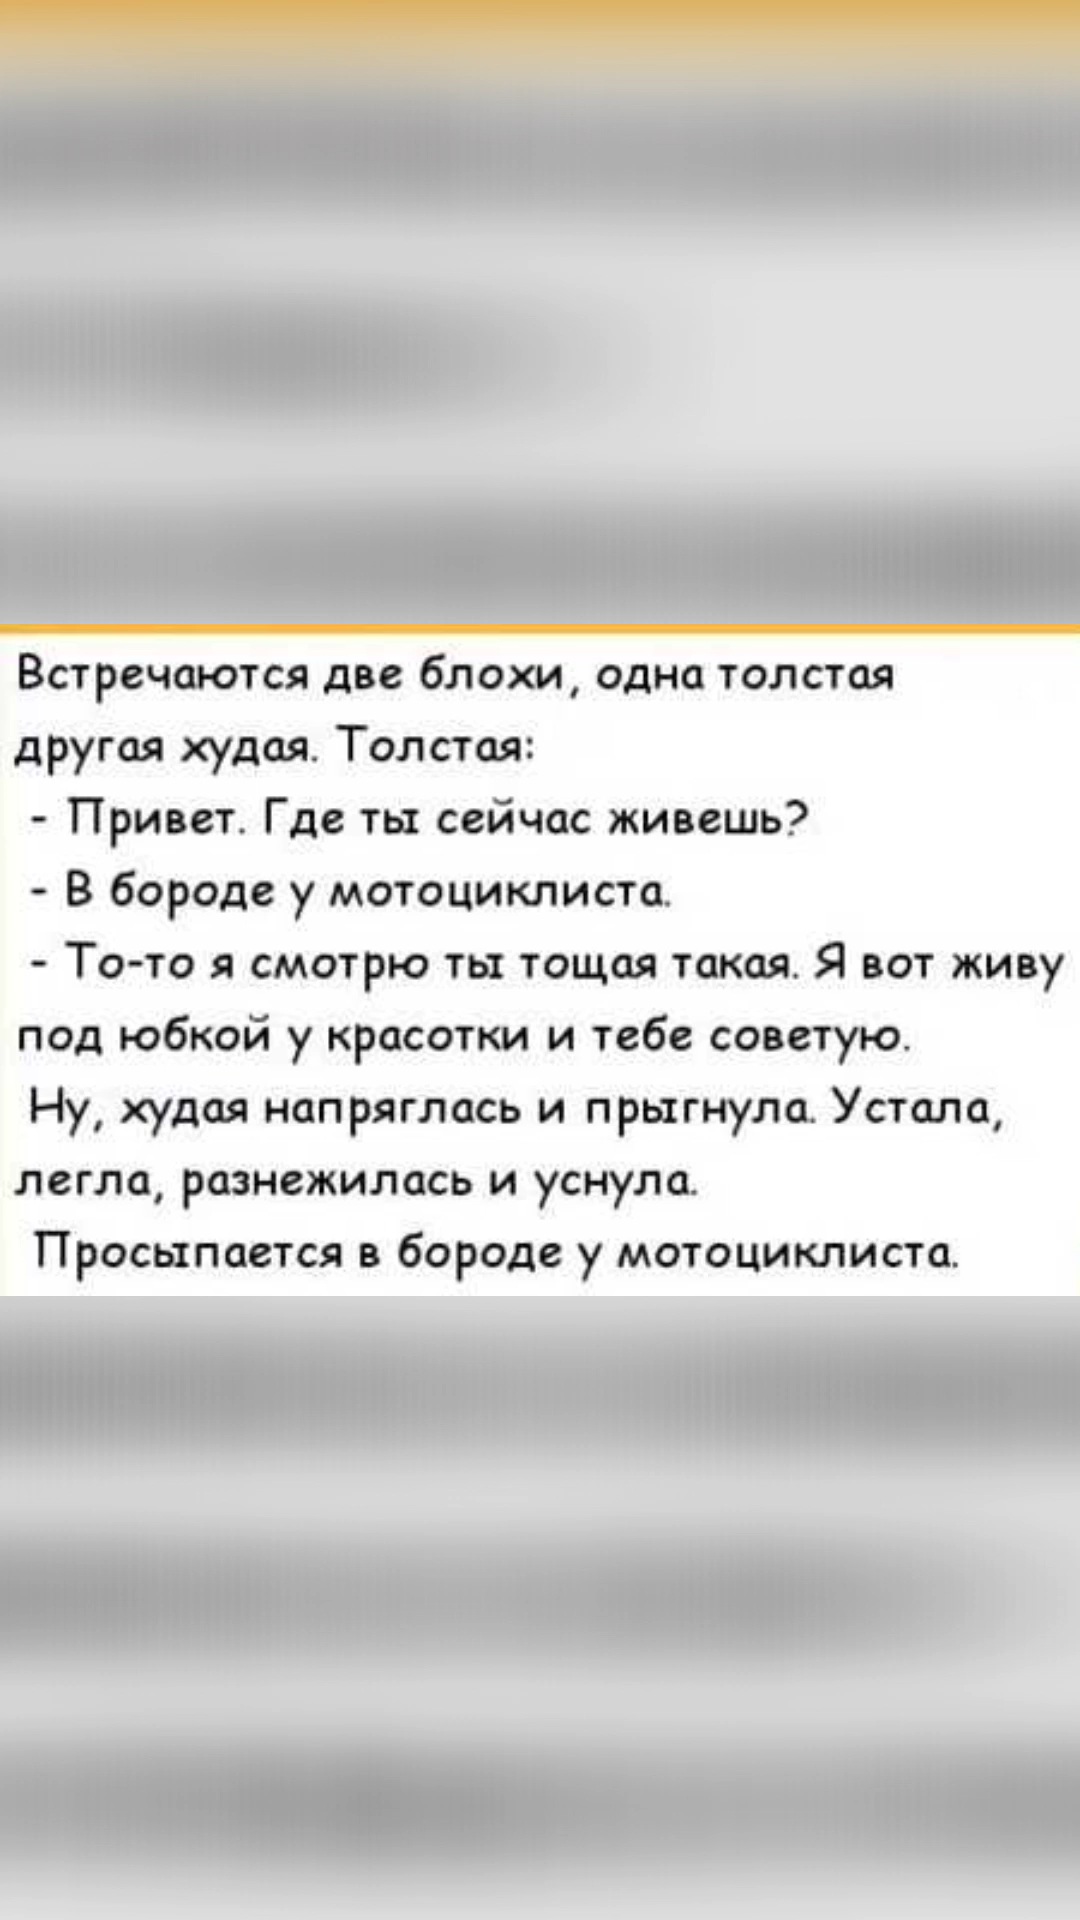 Встречаются две блохи, одна толстая
другая худая. Толстая:
- Привет. Где ты сейчас живешь?
- В бороде у мотоциклиста.
- То-то я смотрю ты тощая такая. Я вот живу
под юбкой у красотки и тебе советую.
Ну, худая напряглась и прыгнула. Устала,
легла, разнежилась и уснула.
Просыпается в бороде у мотоциклиста.